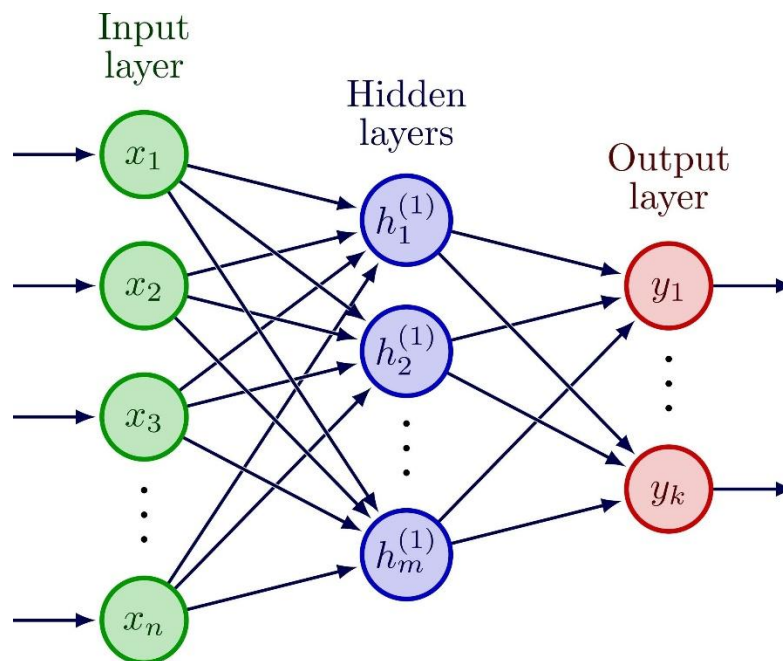 Input
layer
Hidden
layers
Output
layer
x₁
x₂
x₃
xₙ
h₁⁽¹⁾
h₂⁽¹⁾
hₘ⁽¹⁾
y₁
yₖ